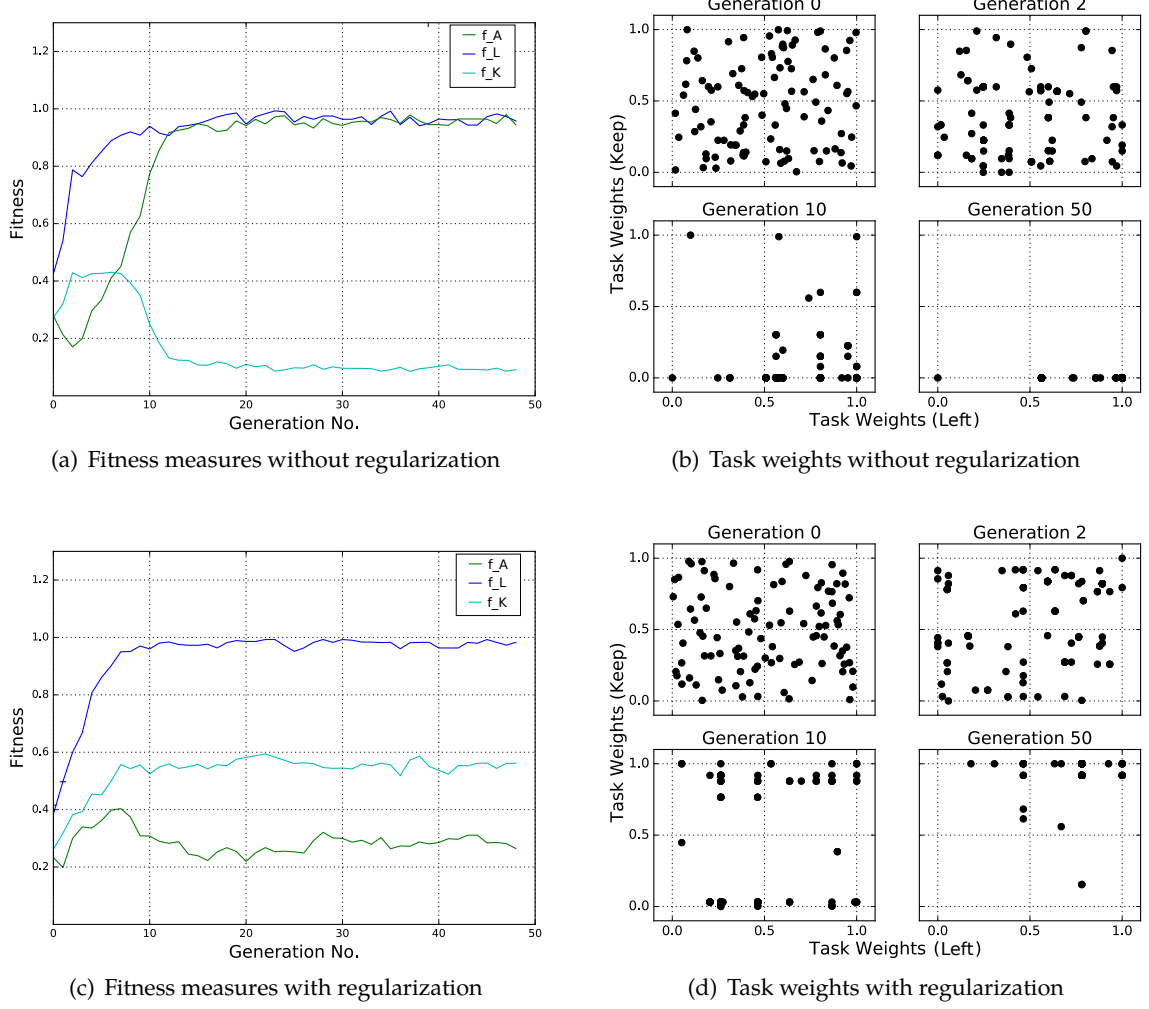 1.2
1.0
0.8
0.6
0.4
0.2
0
10
20
30
40
50
Fitness
Generation No.
f_A
f_L
f_K
(a) Fitness measures without regularization
Generation 0
Generation 2
1.0
0.5
0.0
Generation 10
Generation 50
1.0
0.5
0.0
0.0
0.5
1.0
0.0
0.5
1.0
Task Weights (Keep)
Task Weights (Left)
(b) Task weights without regularization
1.2
1.0
0.8
0.6
0.4
0.2
0
10
20
30
40
50
Fitness
Generation No.
f_A
f_L
f_K
(c) Fitness measures with regularization
Generation 0
Generation 2
1.0
0.5
0.0
Generation 10
Generation 50
1.0
0.5
0.0
0.0
0.5
1.0
0.0
0.5
1.0
Task Weights (Keep)
Task Weights (Left)
(d) Task weights with regularization